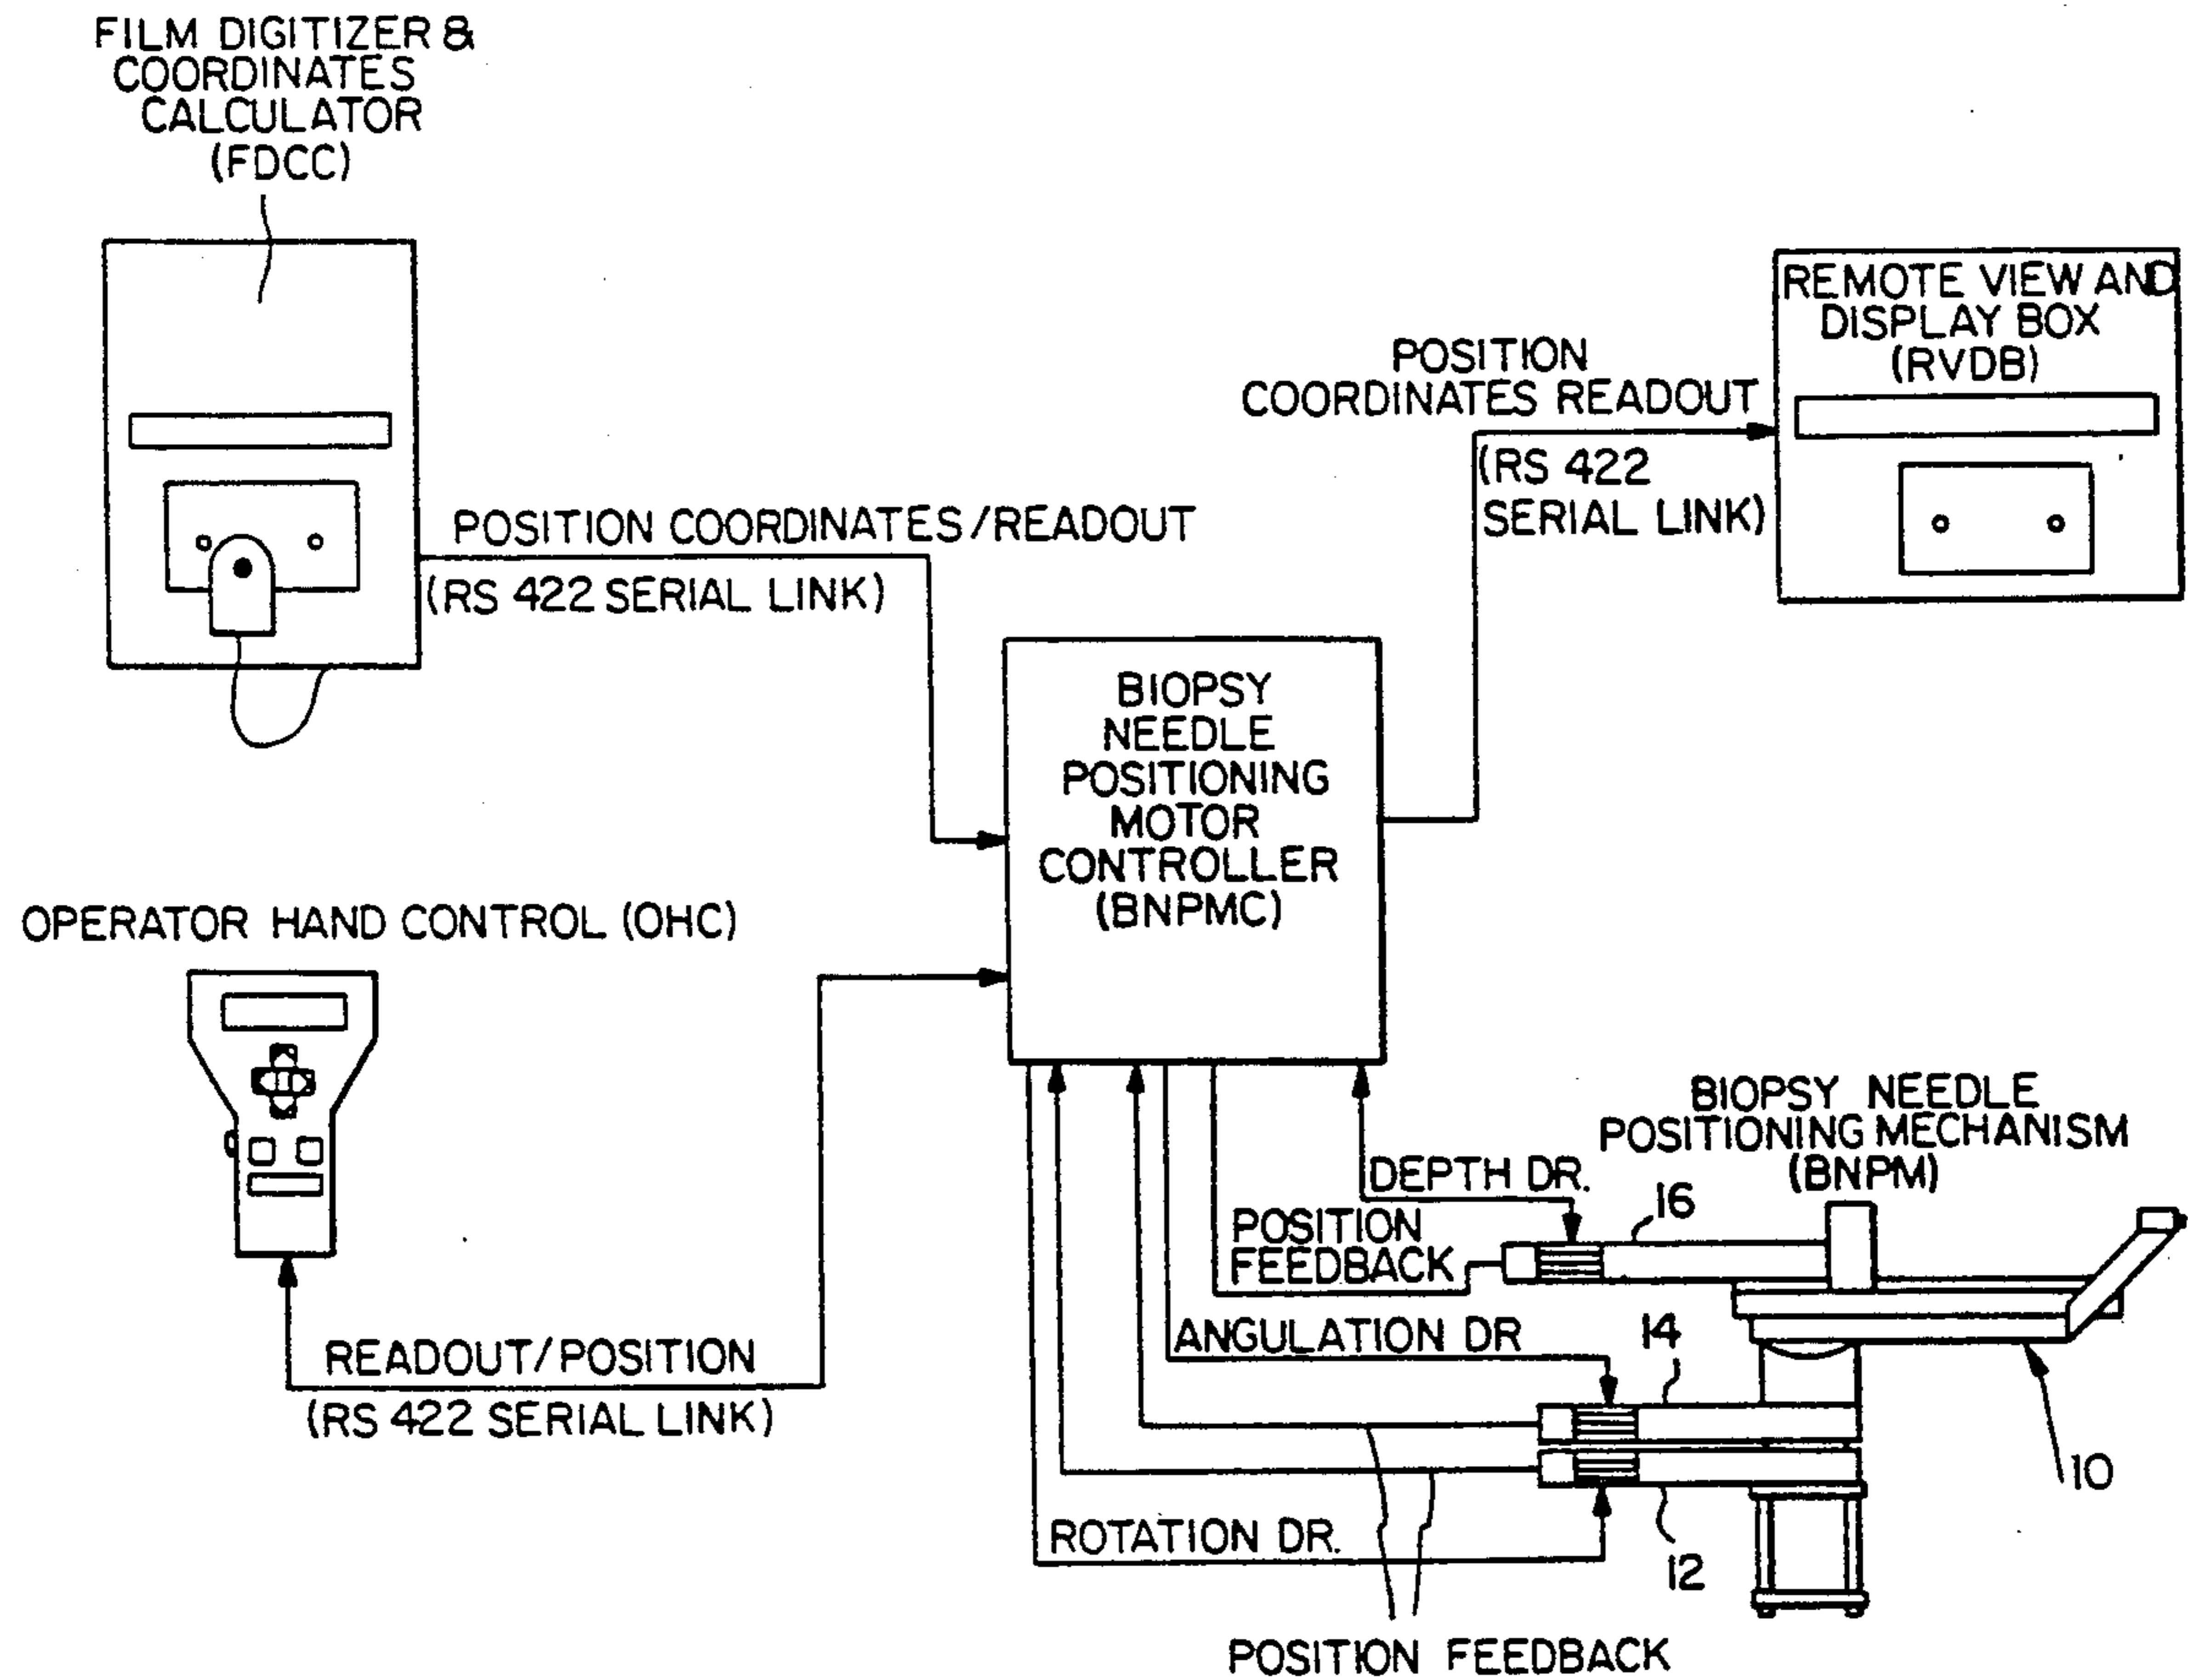 FILM DIGITIZER &
COORDINATES
CALCULATOR
(FDCC)
REMOTE VIEW AND
DISPLAY BOX
(RVDB)
POSITION
COORDINATES READOUT
(RS 422
SERIAL LINK)
POSITION COORDINATES/READOUT
(RS 422 SERIAL LINK)
BIOPSY
NEEDLE
POSITIONING
MOTOR
CONTROLLER
(BNPMC)
OPERATOR HAND CONTROL (OHC)
READOUT/POSITION
(RS 422 SERIAL LINK)
BIOPSY NEEDLE
POSITIONING MECHANISM
(BNPM)
DEPTH DR.
16
POSITION
FEEDBACK
ANGULATION DR
14
10
ROTATION DR.
12
POSITION FEEDBACK